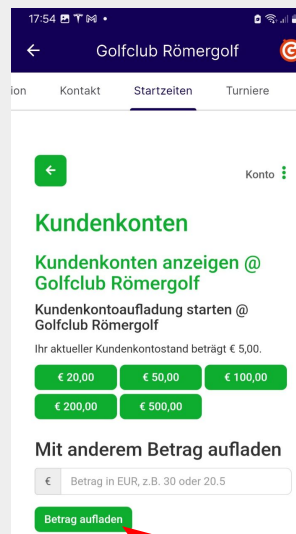 17:54
Golfclub Römergolf
ion Kontakt Startzeiten Turniere
Konto
Kundenkonten
Kundenkonten anzeigen @
Golfclub Römergolf
Kundenkontoaufladung starten @
Golfclub Römergolf
Ihr aktueller Kundenkontostand beträgt € 5,00.
€ 20,00 € 50,00 € 100,00
€ 200,00 € 500,00
Mit anderem Betrag aufladen
€ Betrag in EUR, z.B. 30 oder 20.5
Betrag aufladen